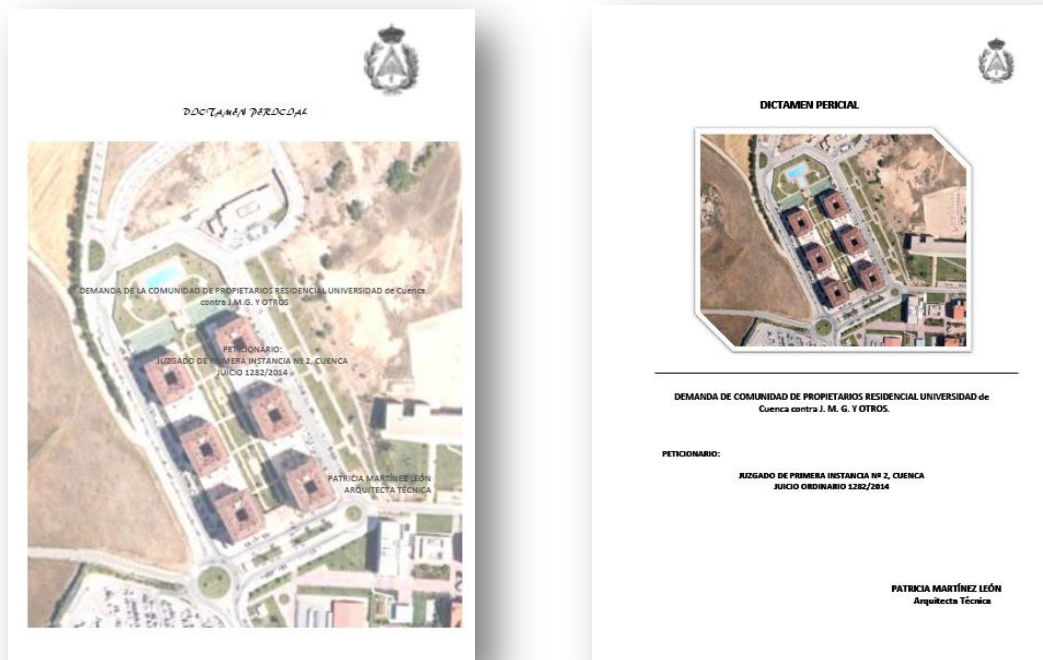 DICTAMEN PERICIAL
DEMANDA DE LA COMUNIDAD DE PROPIETARIOS RESIDENCIAL UNIVERSIDAD de Cuenca
contra J.M.G. Y OTROS
PETICIONARIO:
JUZGADO DE PRIMERA INSTANCIA Nº 2, CUENCA
JUICIO 1282/2014
PATRICIA MARTÍNEZ LEÓN
ARQUITECTA TÉCNICA
DICTAMEN PERICIAL
DEMANDA DE COMUNIDAD DE PROPIETARIOS RESIDENCIAL UNIVERSIDAD de
Cuenca contra J. M. G. Y OTROS.
PETICIONARIO:
JUZGADO DE PRIMERA INSTANCIA Nº 2, CUENCA
JUICIO ORDINARIO 1282/2014
PATRICIA MARTÍNEZ LEÓN
Arquitecta Técnica